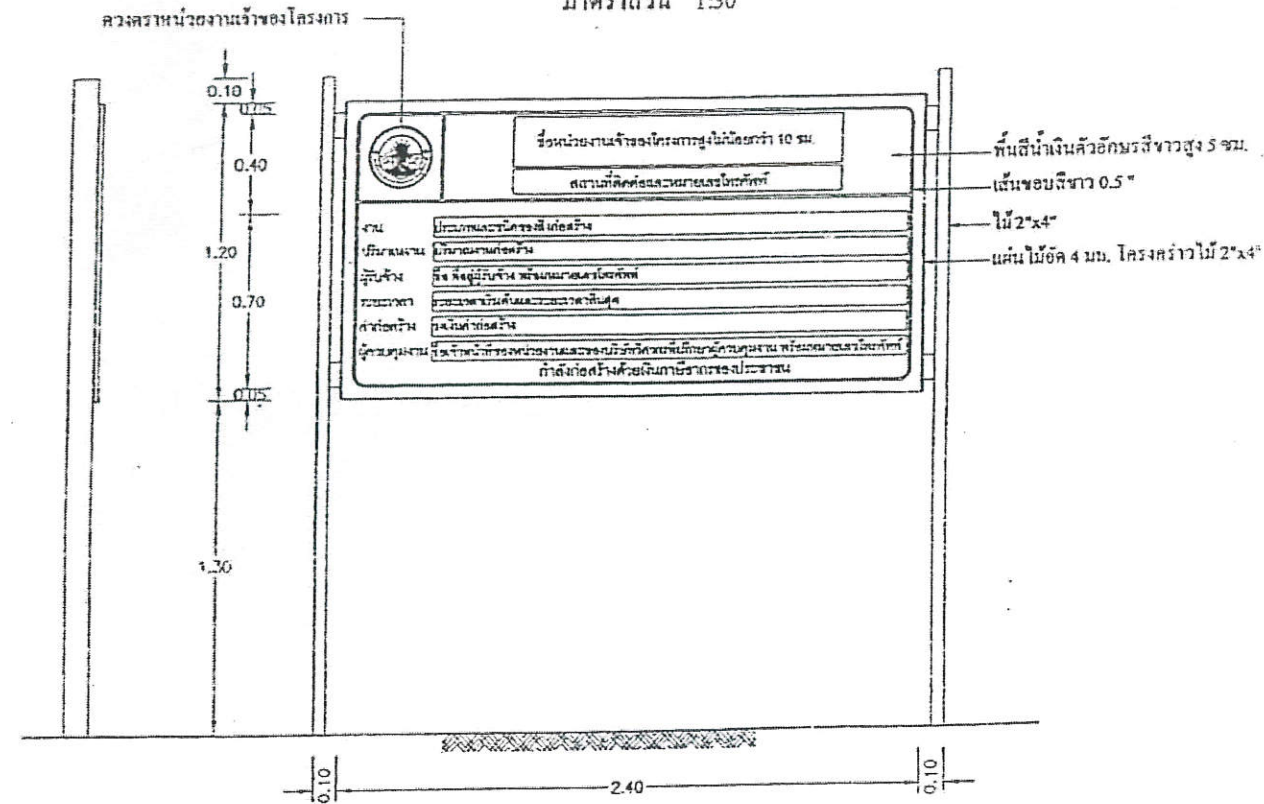 มาตราส่วน 1:30
ดวงตราหน่วยงานเจ้าของโครงการ
0.10
0.05
0.40
1.20
0.70
0.05
ชื่อหน่วยงานเจ้าของโครงการสูงไม่น้อยกว่า 10 ซม.
สถานที่ติดต่อและหมายเลขโทรศัพท์
พื้นสีน้ำเงินตัวอักษรสีขาวสูง 5 ซม.
เส้นขอบสีขาว 0.5 "
ไม้ 2"x4"
แผ่นไม้อัด 4 มม. โครงคร่าวไม้ 2"x4"
งาน ประเภทและชนิดของสิ่งก่อสร้าง
ปริมาณงาน ปริมาณงานก่อสร้าง
ผู้รับจ้าง ชื่อ ที่อยู่ผู้รับจ้าง พร้อมหมายเลขโทรศัพท์
ระยะเวลา ระยะเวลาเริ่มต้นและระยะเวลาสิ้นสุด
ค่าก่อสร้าง วงเงินค่าก่อสร้าง
ผู้ควบคุมงาน ชื่อเจ้าหน้าที่ของหน่วยงานและของบริษัทวิศวกรที่ปรึกษาผู้ควบคุมงาน พร้อมหมายเลขโทรศัพท์
กำลังก่อสร้างด้วยเงินภาษีอากรของประชาชน
0.10
2.40
0.10